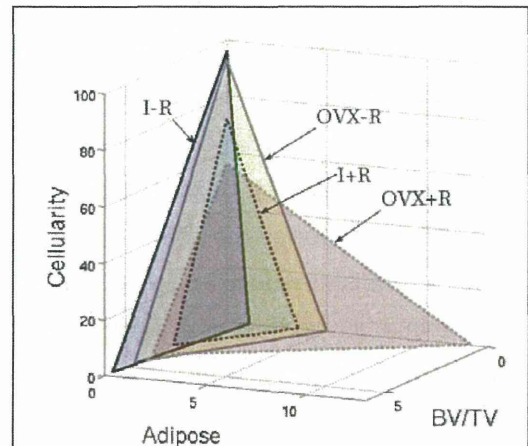 100
80
60
40
20
0
Cellularity
I-R
OVX-R
I+R
OVX+R
0
5
10
Adipose
5
0
BV/TV